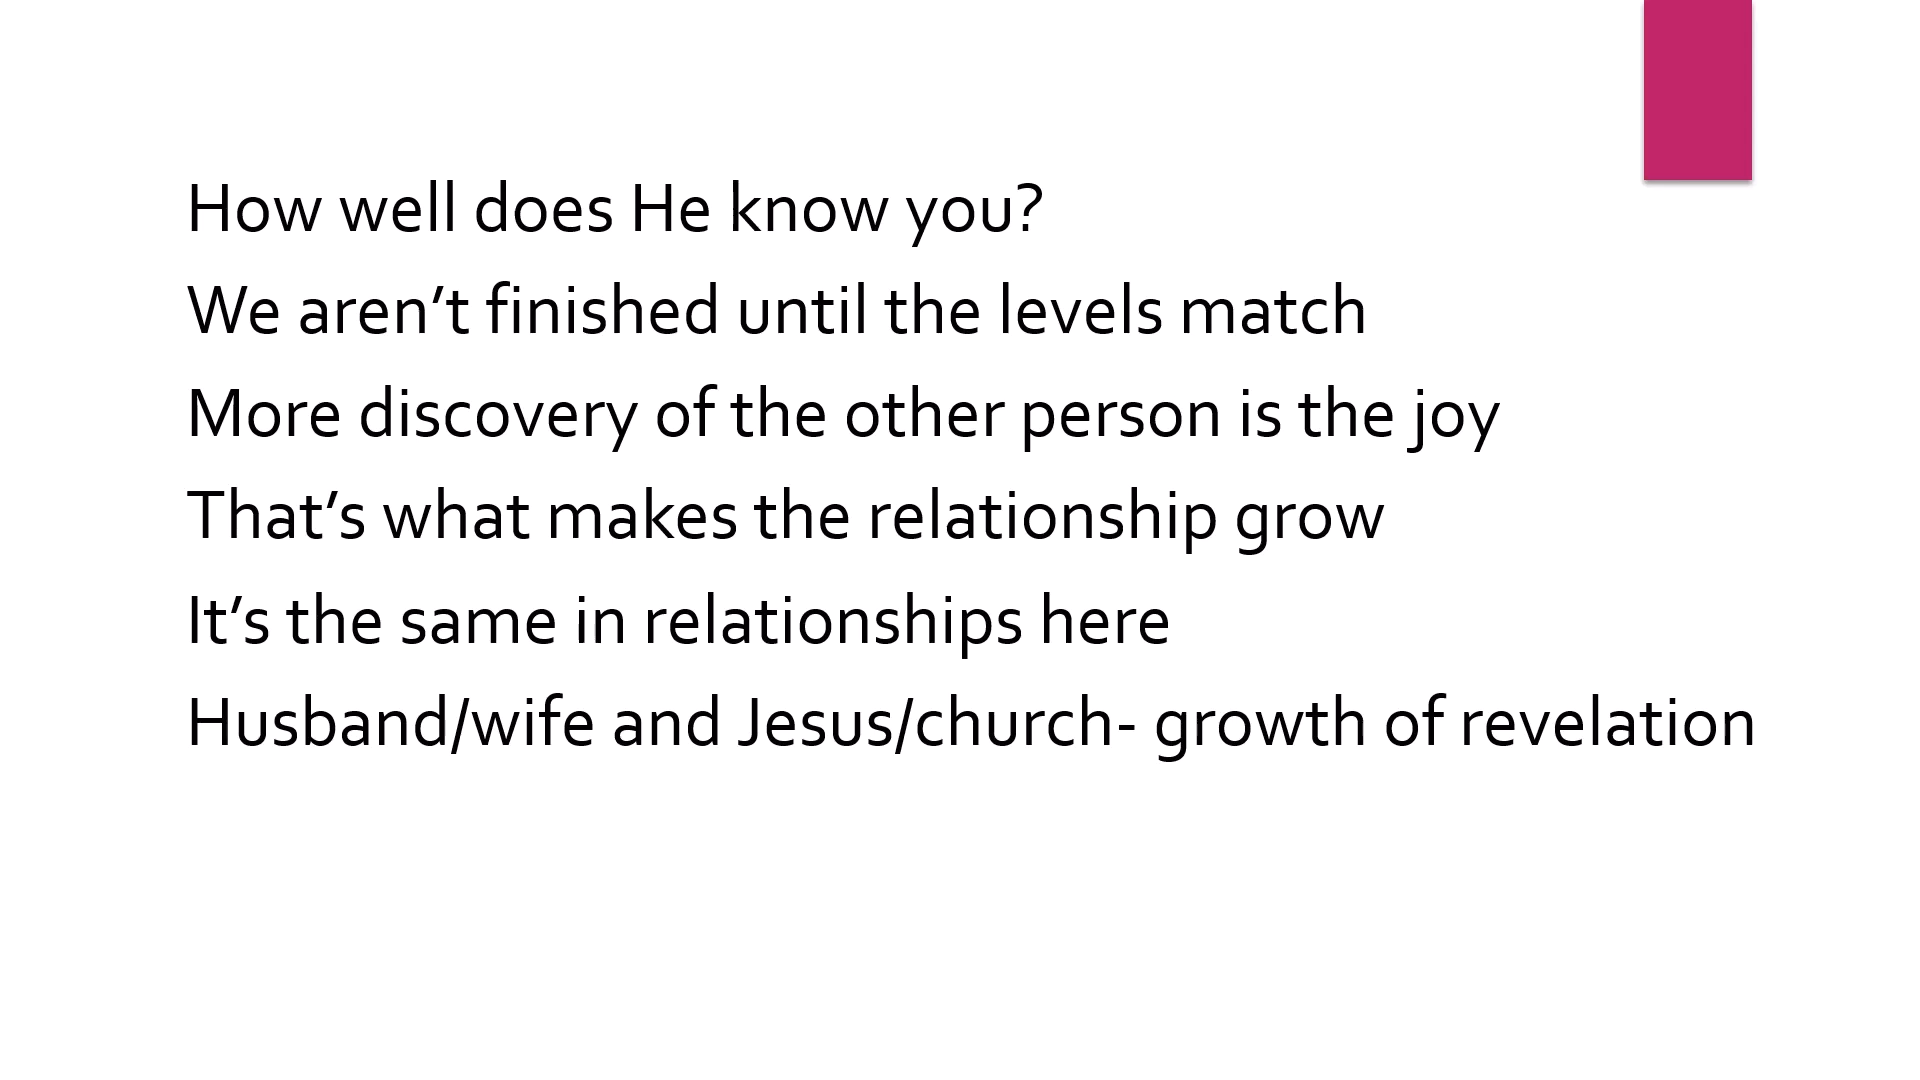 How well does He know you?
We aren’t finished until the levels match
More discovery of the other person is the joy
That’s what makes the relationship grow
It’s the same in relationships here
Husband/wife and Jesus/church- growth of revelation